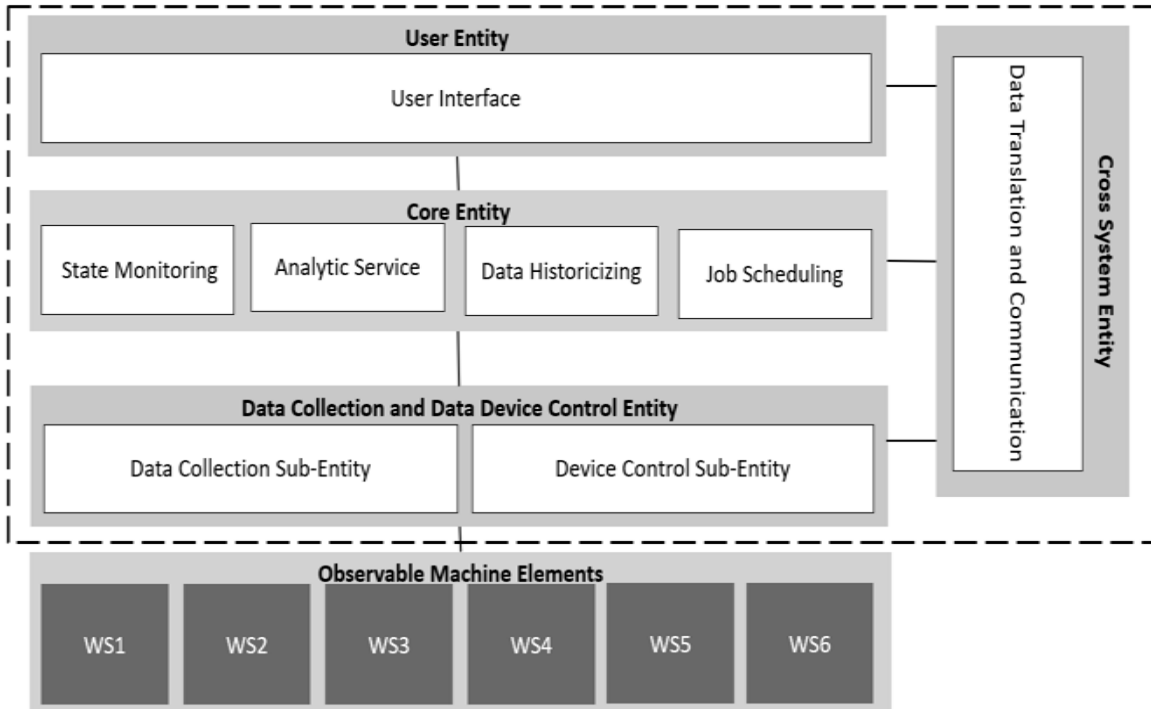 User Entity
User Interface
Core Entity
State Monitoring
Analytic Service
Data Historicizing
Job Scheduling
Data Collection and Data Device Control Entity
Data Collection Sub-Entity
Device Control Sub-Entity
Data Translation and Communication
Cross System Entity
Observable Machine Elements
WS1
WS2
WS3
WS4
WS5
WS6